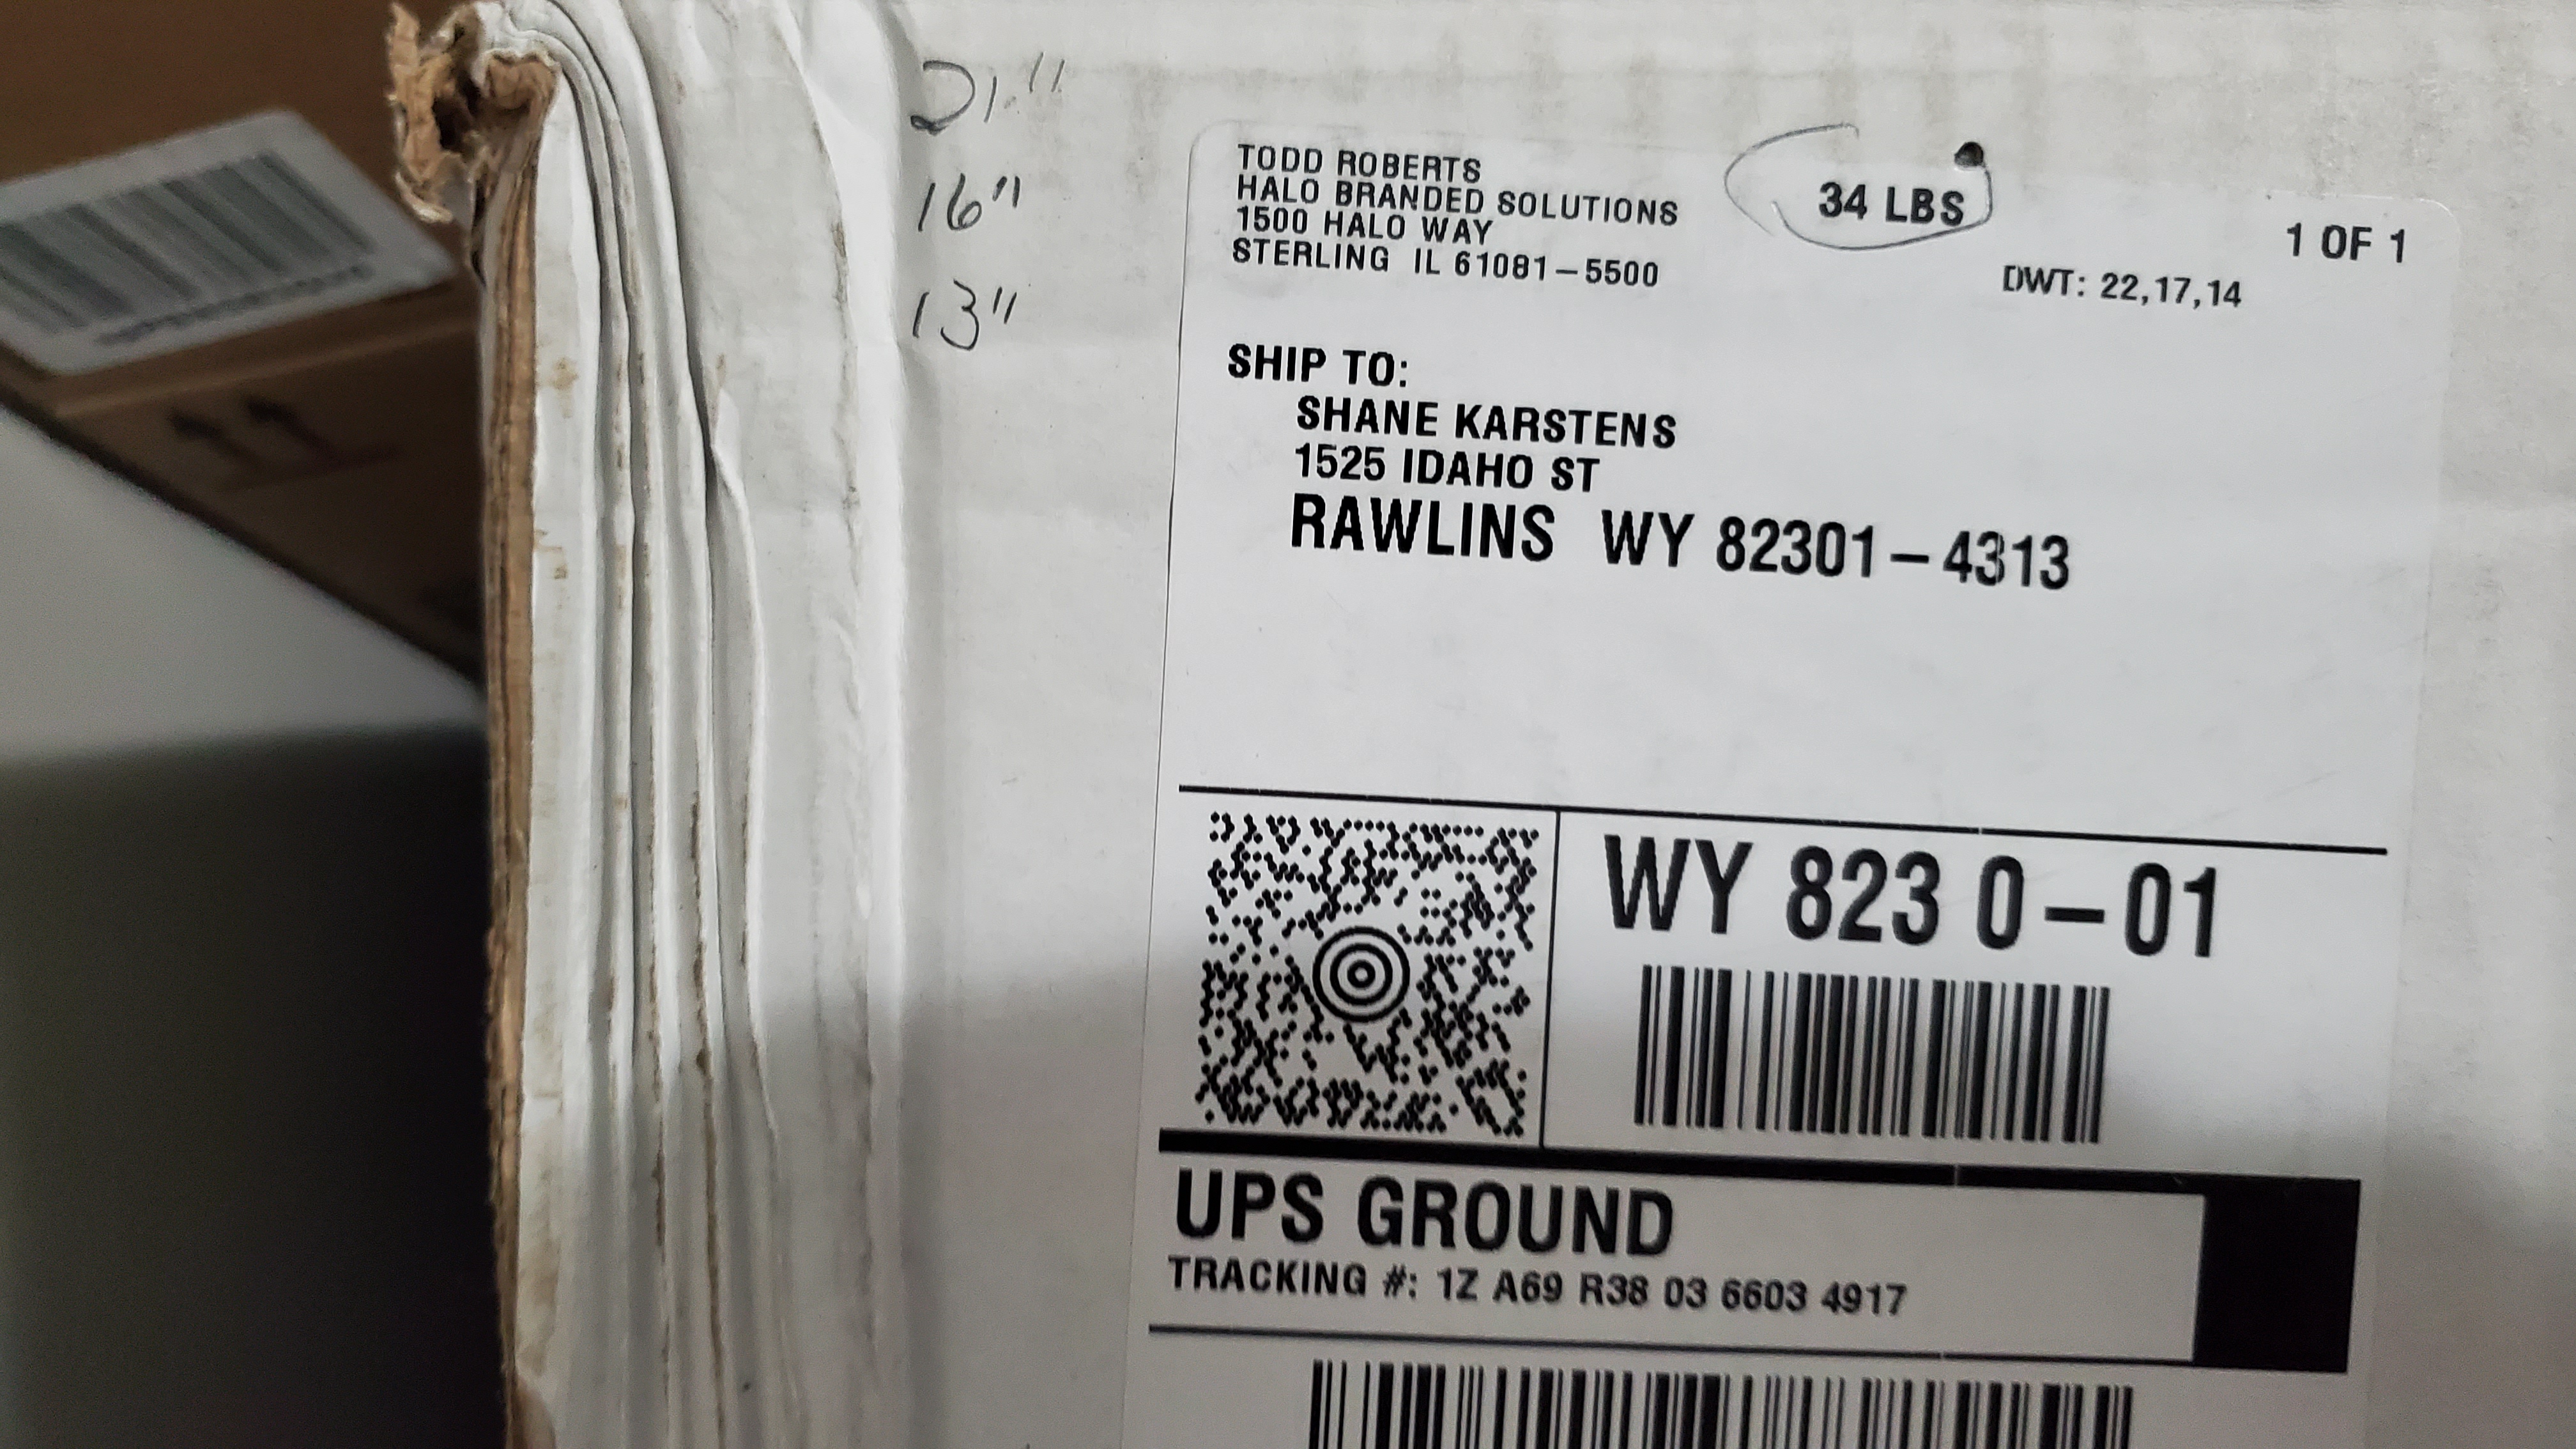 21"
16"
13"
TODD ROBERTS
HALO BRANDED SOLUTIONS
1500 HALO WAY
STERLING IL 61081-5500
34 LBS
1 OF 1
DWT: 22,17,14
SHIP TO:
SHANE KARSTENS
1525 IDAHO ST
RAWLINS WY 82301-4313
WY 823 0-01
UPS GROUND
TRACKING #: 1Z A69 R38 03 6603 4917